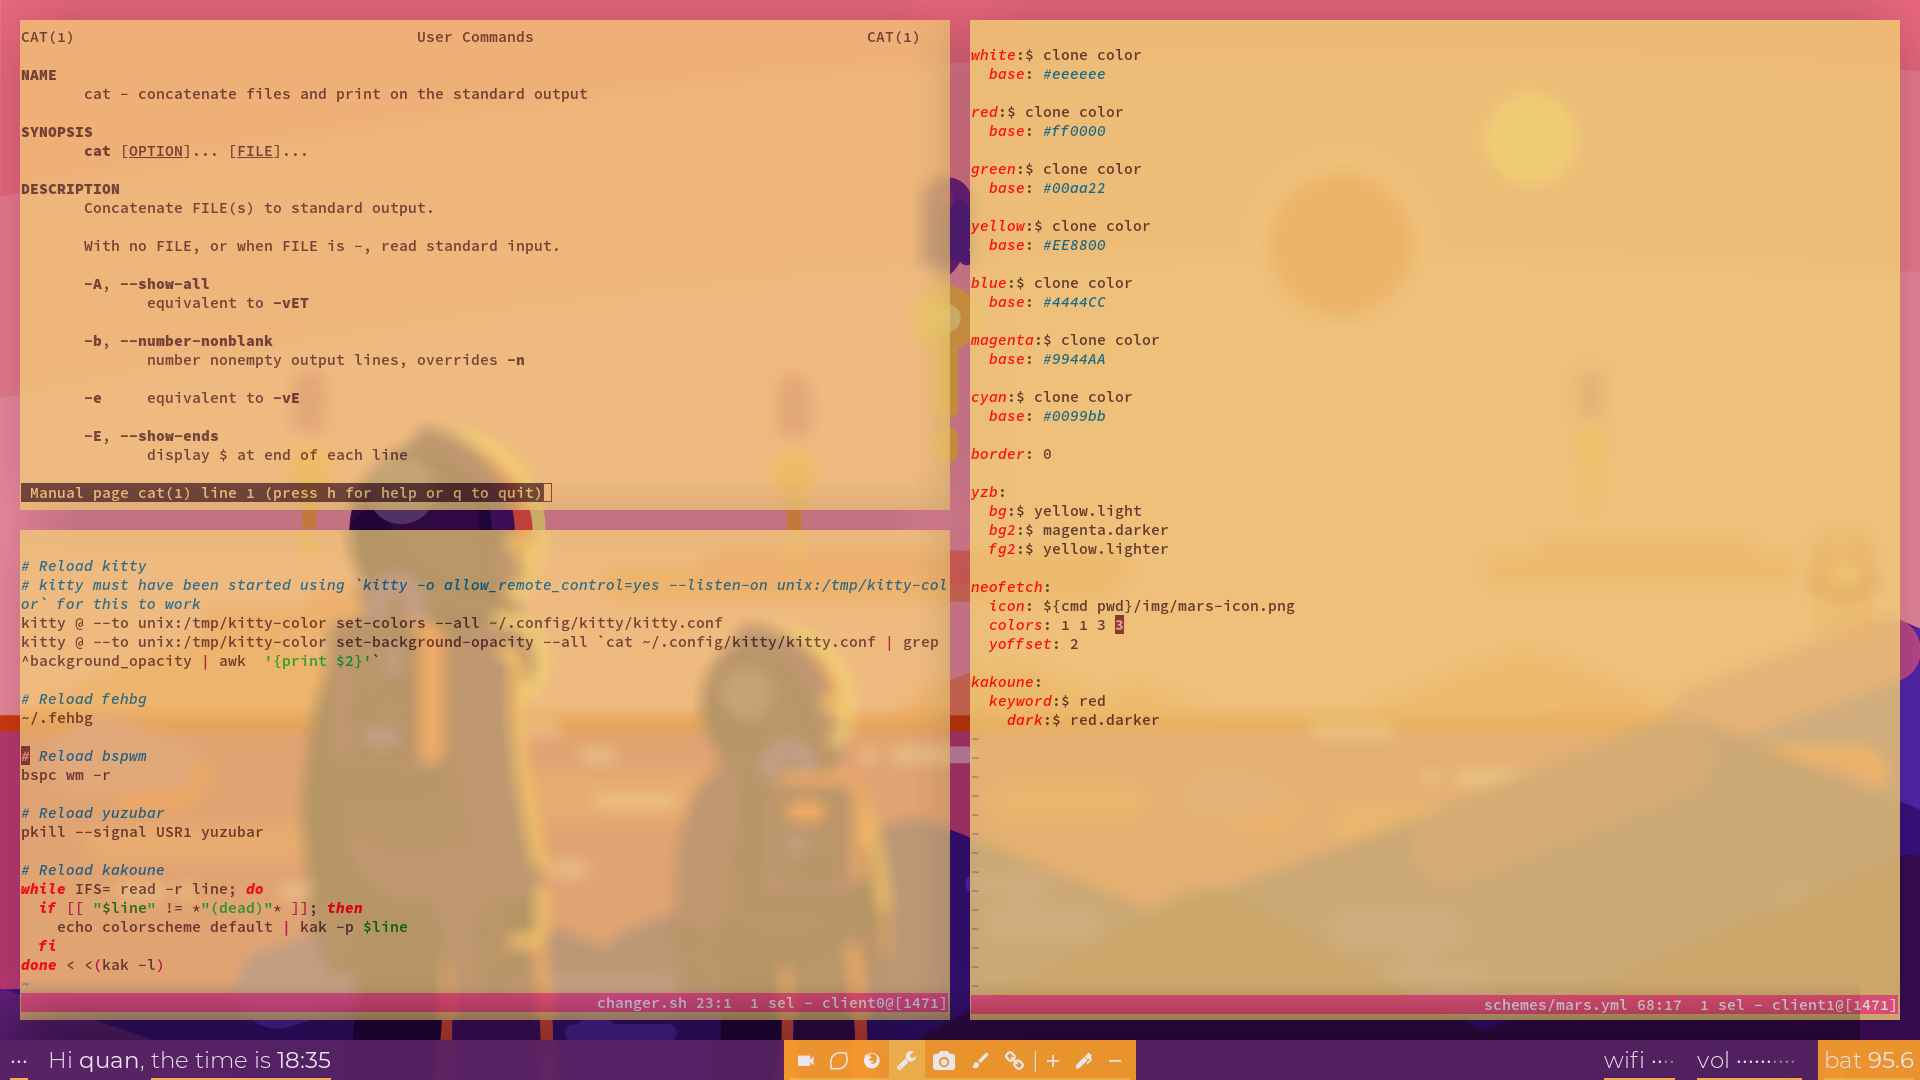 CAT(1) User Commands CAT(1)
NAME
cat - concatenate files and print on the standard output
SYNOPSIS
cat [OPTION]... [FILE]...
DESCRIPTION
Concatenate FILE(s) to standard output.
With no FILE, or when FILE is -, read standard input.
-A, --show-all
equivalent to -vET
-b, --number-nonblank
number nonempty output lines, overrides -n
-e equivalent to -vE
-E, --show-ends
display $ at end of each line
Manual page cat(1) line 1 (press h for help or q to quit)
# Reload kitty
# kitty must have been started using `kitty -o allow_remote_control=yes --listen-on unix:/tmp/kitty-col
or` for this to work
kitty @ --to unix:/tmp/kitty-color set-colors --all ~/.config/kitty/kitty.conf
kitty @ --to unix:/tmp/kitty-color set-background-opacity --all `cat ~/.config/kitty/kitty.conf | grep
^background_opacity | awk  '{print $2}'`
# Reload fehbg
~/.fehbg
# Reload bspwm
bspc wm -r
# Reload yuzubar
pkill --signal USR1 yuzubar
# Reload kakoune
while IFS= read -r line; do
if [[ "$line" != *"(dead)"* ]]; then
echo colorscheme default | kak -p $line
fi
done < <(kak -l)
~
changer.sh 23:1  1 sel - client0@[1471]
white:$ clone color
base: #eeeeee
red:$ clone color
base: #ff0000
green:$ clone color
base: #00aa22
yellow:$ clone color
base: #EE8800
blue:$ clone color
base: #4444CC
magenta:$ clone color
base: #9944AA
cyan:$ clone color
base: #0099bb
border: 0
yzb:
bg:$ yellow.light
bg2:$ magenta.darker
fg2:$ yellow.lighter
neofetch:
icon: ${cmd pwd}/img/mars-icon.png
colors: 1 1 3 3
yoffset: 2
kakoune:
keyword:$ red
dark:$ red.darker
~
~
~
~
~
~
~
~
~
~
~
~
~
~
schemes/mars.yml 68:17  1 sel - client1@[1471]
··· Hi quan, the time is 18:35
wifi ···· vol ·········· bat 95.6